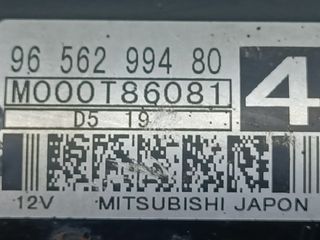 96 562 994 80
M000T86081
4
D5 19
12V MITSUBISHI JAPON